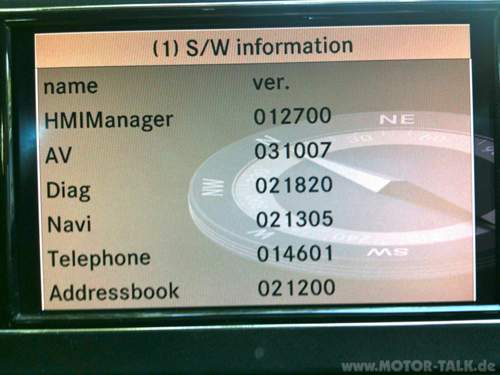 (1) S/W information
name ver.
HMIManager 012700
AV 031007
Diag 021820
Navi 021305
Telephone 014601
Addressbook 021200
NE
NW
SW
www.MOTOR-TALK.de